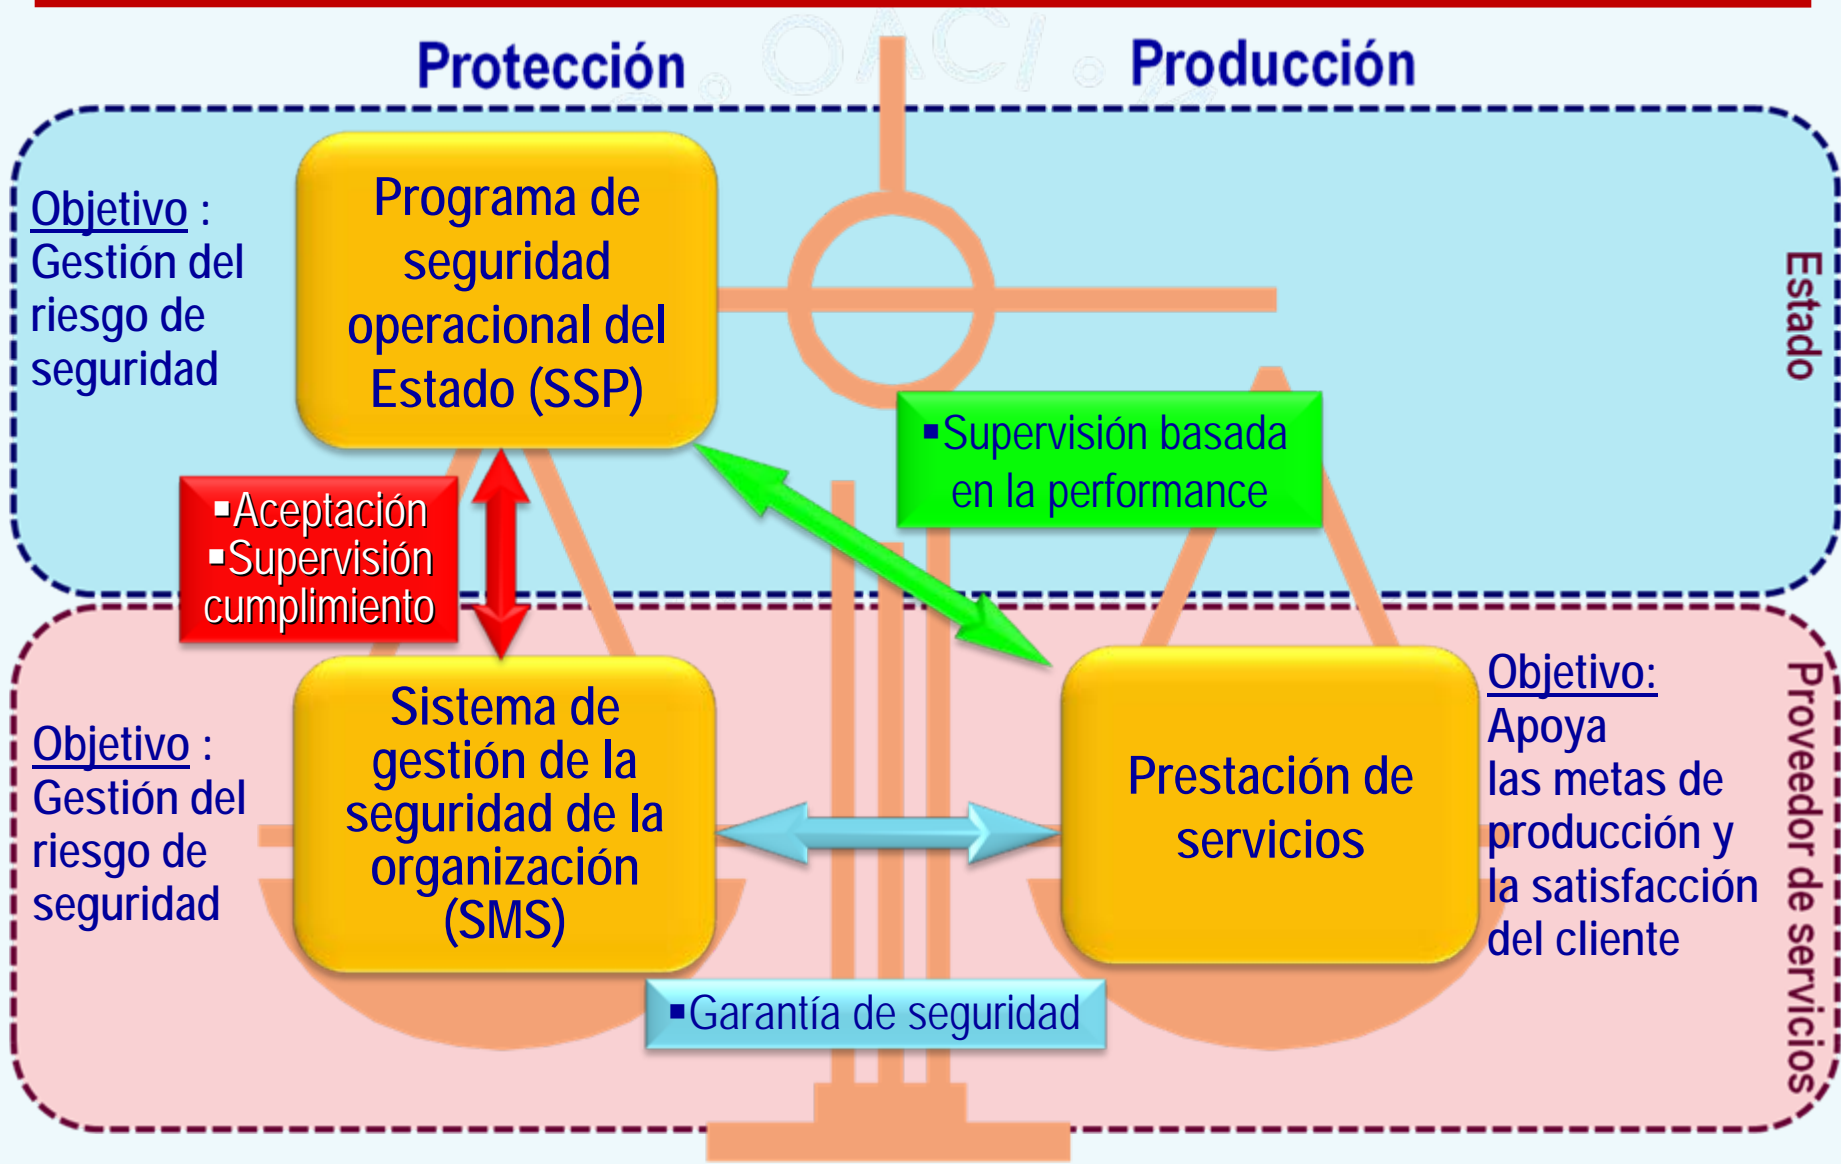 Protección
Producción
OACI
Objetivo :
Gestión del
riesgo de
seguridad
Programa de
seguridad
operacional del
Estado (SSP)
Estado
▪Supervisión basada
en la performance
▪Aceptación
▪Supervisión
cumplimiento
Objetivo :
Gestión del
riesgo de
seguridad
Sistema de
gestión de la
seguridad de la
organización
(SMS)
Prestación de
servicios
Objetivo:
Apoya
las metas de
producción y
la satisfacción
del cliente
Proveedor de servicios
▪Garantía de seguridad